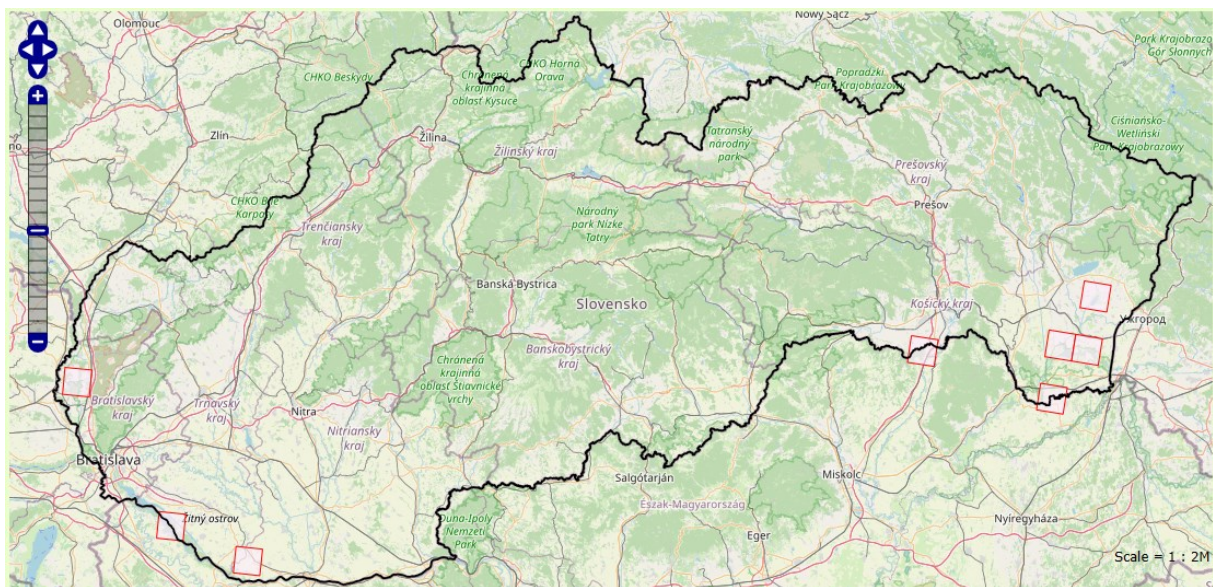 Olomouc
Nowy Sącz
Park Krajobrazo
Gór Słonnych
CHKO Beskydy
Chránená
krajinná
oblasť Kysuce
CHKO Horná
Orava
Popradzki
Park Krajobrazowy
Ciśniańsko-
Wetliński
Park Krajobrazowy
Zlín
Žilina
Žilinský kraj
Tatranský
národný
park
Prešovský
kraj
Prešov
CHKO Biele
Karpaty
Trenčiansky
kraj
Národný
park Nízke
Tatry
Banská Bystrica
Slovensko
Košický kraj
Ужгород
Banskobystrický
kraj
Chránená
krajinná
oblasť Štiavnické
vrchy
Bratislavský
kraj
Trnavský
kraj
Nitra
Nitriansky
kraj
Bratislava
Salgótarján
Miskolc
Észak-Magyarország
Žitný ostrov
Duna-Ipoly
Nemzeti
Park
Eger
Nyíregyháza
Scale = 1 : 2M